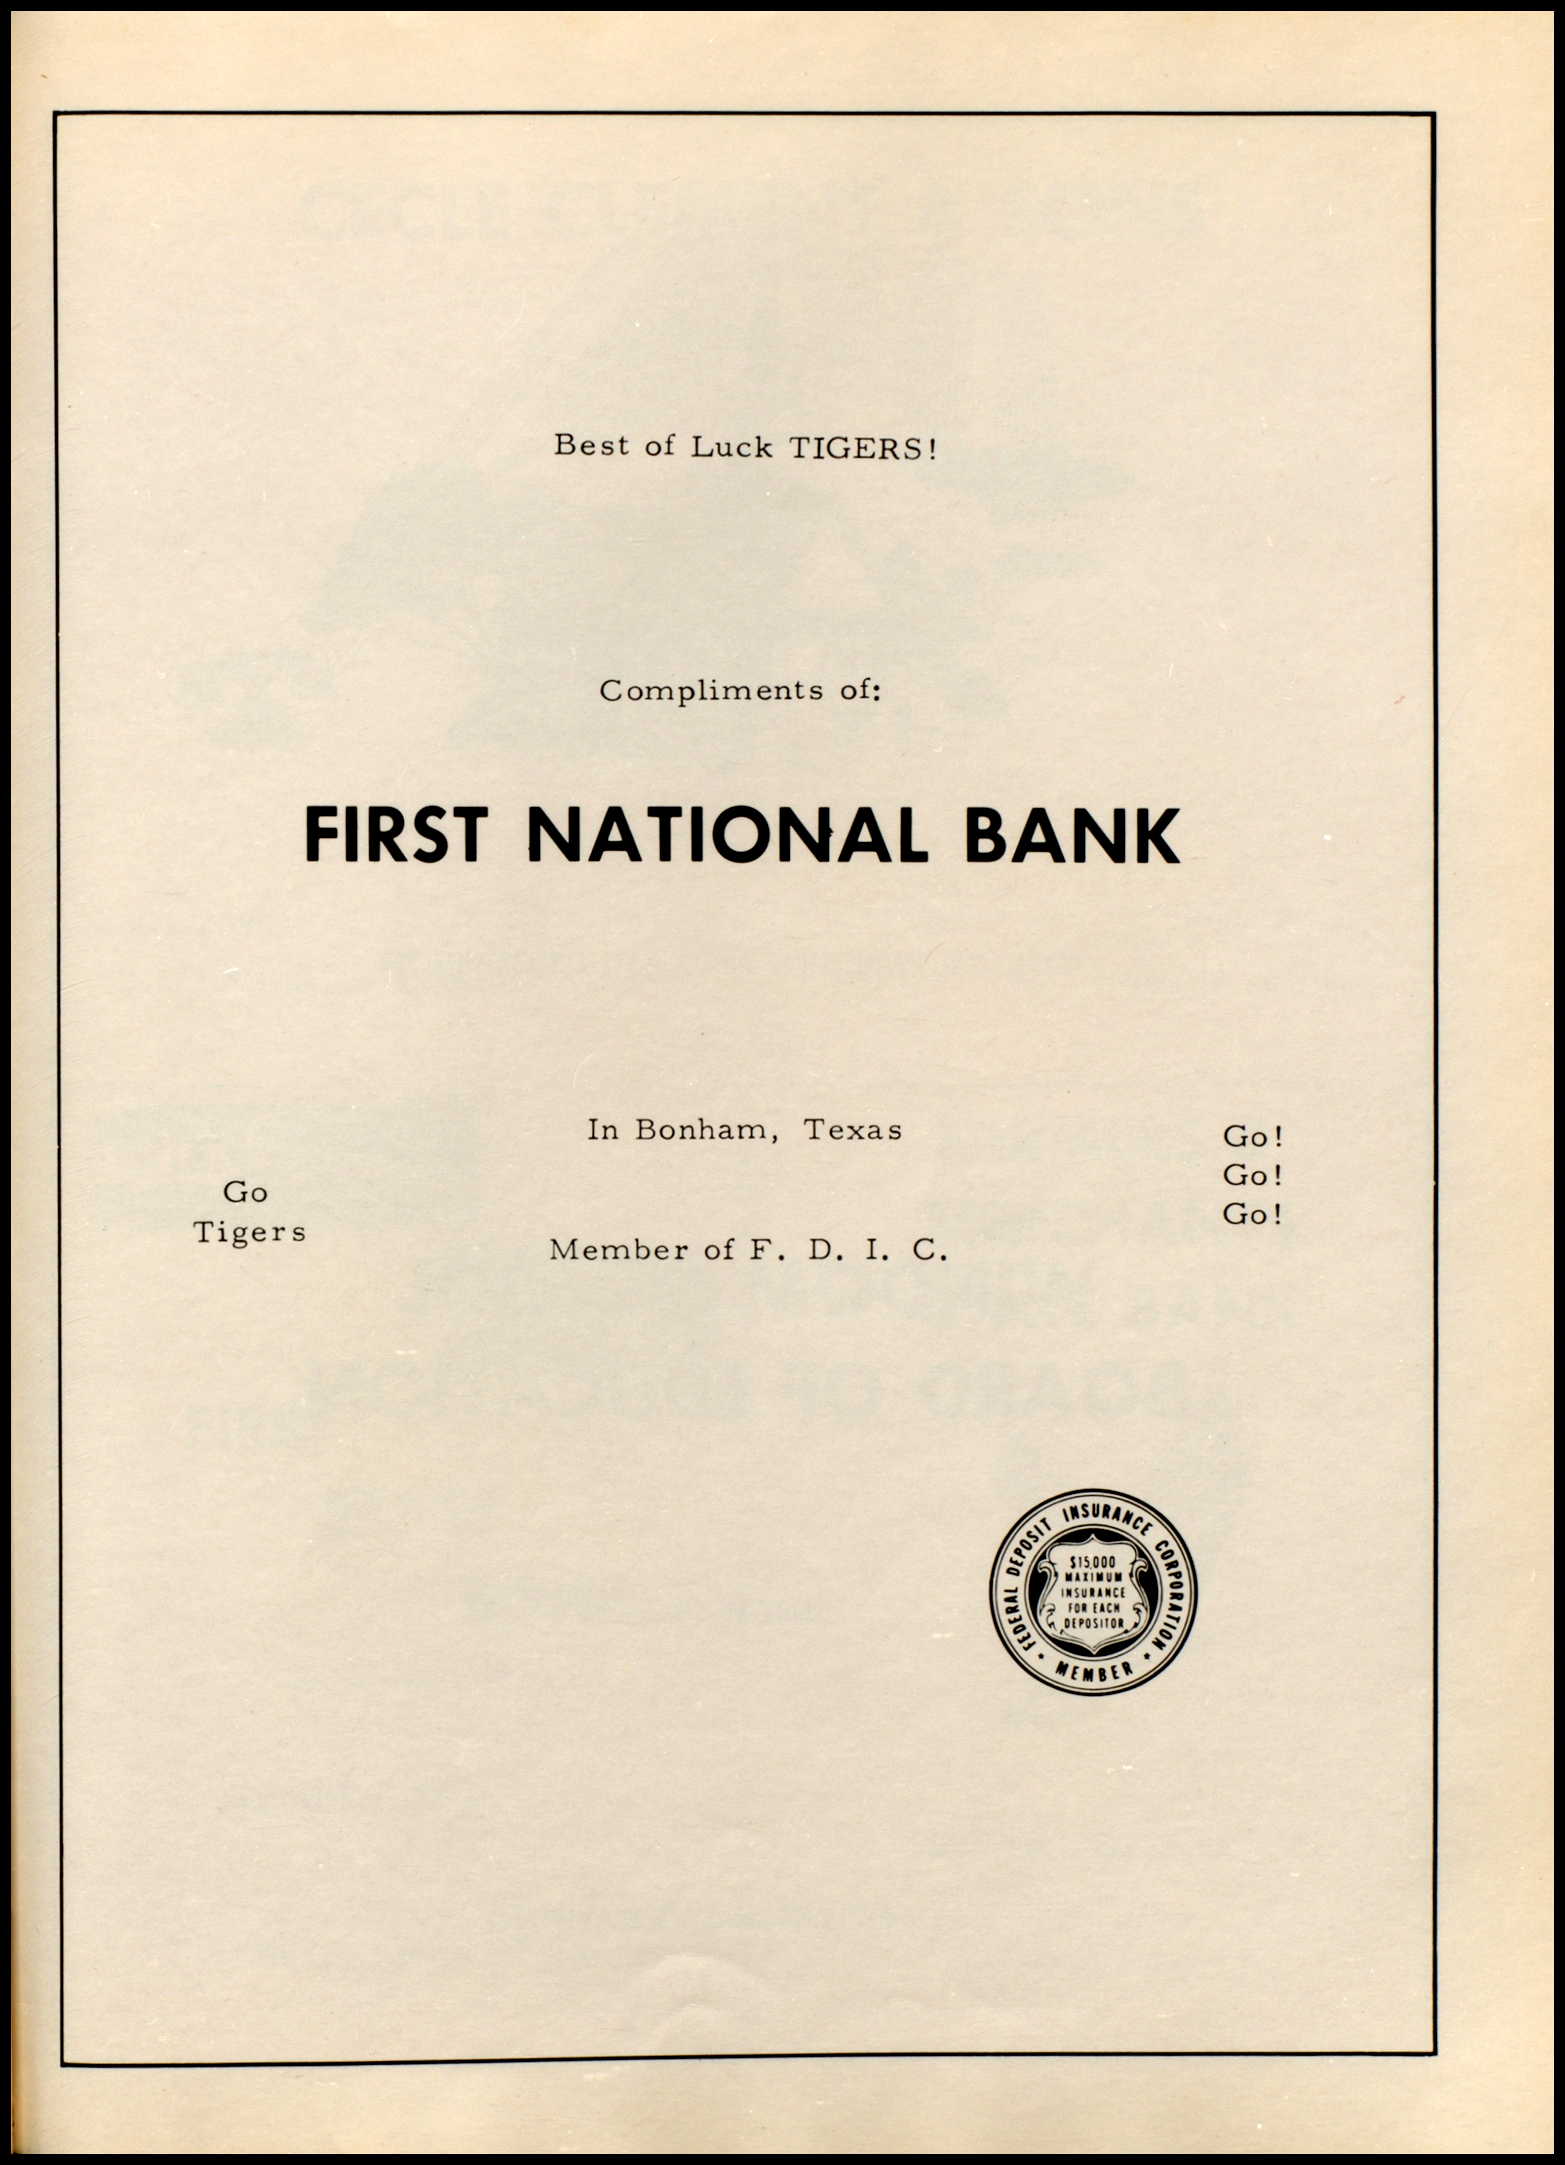 Best of Luck TIGERS!
Compliments of:
FIRST NATIONAL BANK
In Bonham, Texas
Go
Tigers
Go!
Go!
Go!
Member of F. D. I. C.
FEDERAL DEPOSIT INSURANCE CORPORATION
$15,000
MAXIMUM
INSURANCE
FOR EACH
DEPOSITOR
* MEMBER *